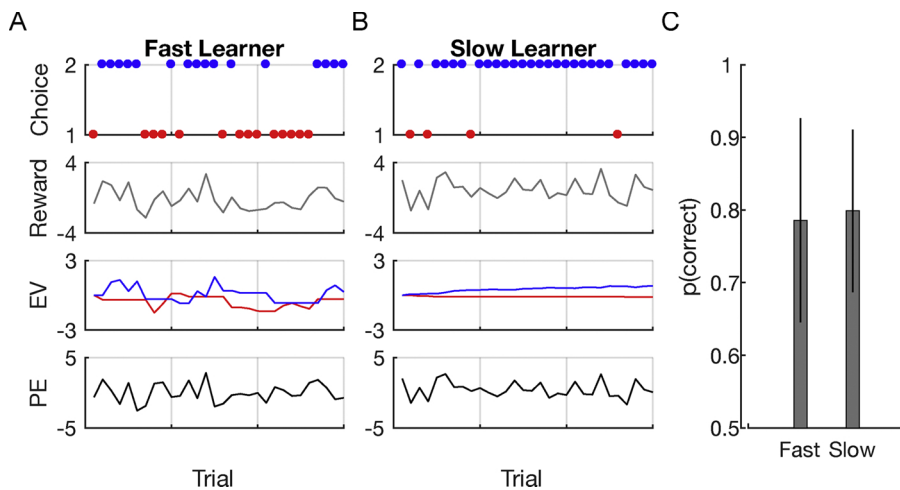 A
Fast Learner
Choice
2
1
Reward
4
-4
EV
3
-3
PE
5
-5
Trial
B
Slow Learner
2
1
4
-4
3
-3
5
-5
Trial
C
p(correct)
1
0.9
0.8
0.7
0.6
0.5
Fast Slow